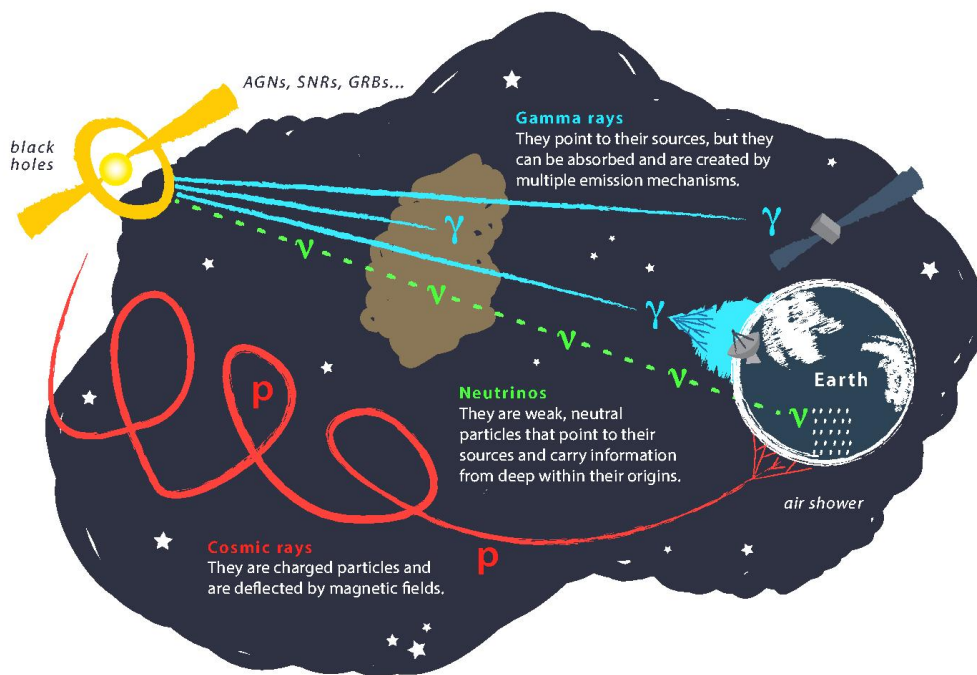 AGNs, SNRs, GRBs...
black
holes
Gamma rays
They point to their sources, but they
can be absorbed and are created by
multiple emission mechanisms.
γ
γ
ν
ν
γ
ν
Earth
ν
ν
p
Neutrinos
They are weak, neutral
particles that point to their
sources and carry information
from deep within their origins.
air shower
p
Cosmic rays
They are charged particles and
are deflected by magnetic fields.